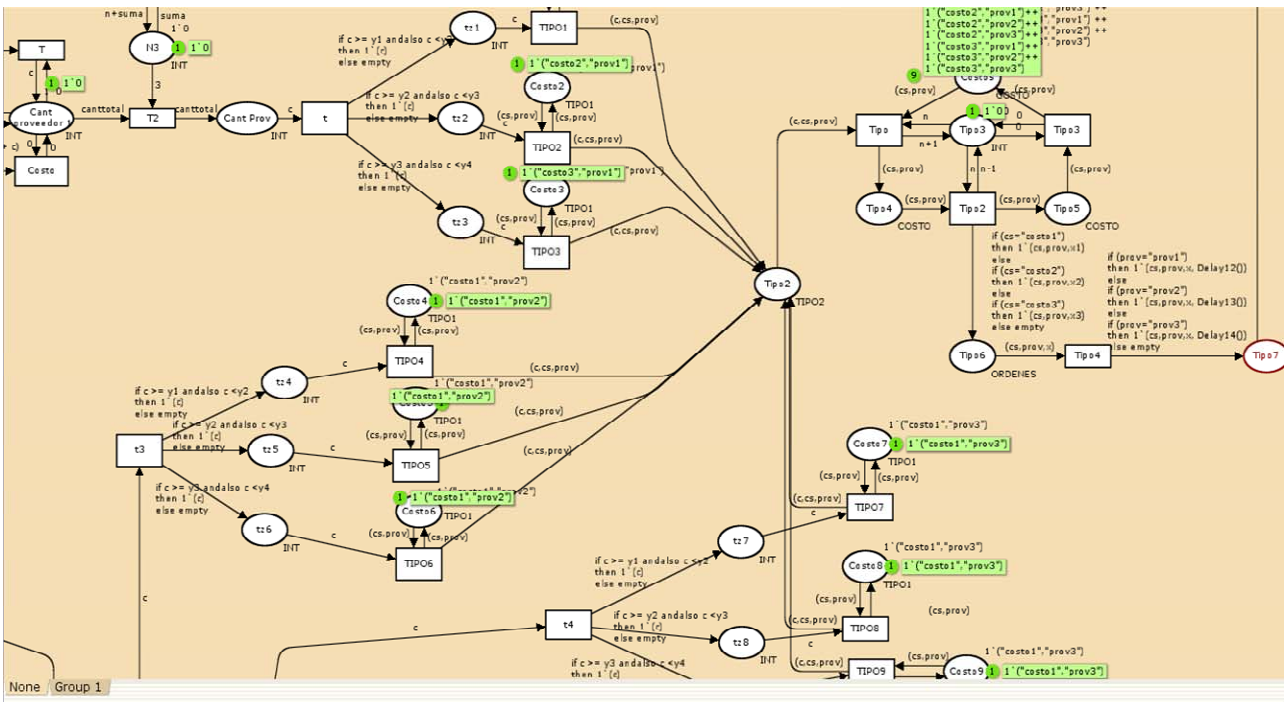 n+suma
suma
1`0
N3
1
1`0
INT
T
c
1
1`0
3
Cant
proveedor
INT
canttotal
T2
canttotal
Cant Prov
INT
c
t
0
0
Costo
if c >= y1 andalso c <y
then 1`(c)
else empty
tz1
INT
c
TIPO1
(c,cs,prov)
1
1`("costo2","prov1")
Costo2
TIPO1
(cs,prov)
(cs,prov)
if c >= y2 andalso c <y3
then 1`(c)
else empty
tz2
INT
c
TIPO2
(c,cs,prov)
1
1`("costo3","prov1")
Costo3
TIPO1
(cs,prov)
(cs,prov)
if c >= y3 andalso c <y4
then 1`(c)
else empty
tz3
INT
c
TIPO3
(c,cs,prov)
1`("costo2","prov1")++
1`("costo2","prov2")++
1`("costo2","prov3")++
1`("costo3","prov1")++
1`("costo3","prov2")++
1`("costo3","prov3")
9
COSTO
(cs,prov)
(cs,prov)
(c,cs,prov)
Tipo
n
n+1
1
1`0
Tipo3
INT
0
0
Tipo3
(cs,prov)
n
n-1
(cs,prov)
Tipo4
COSTO
(cs,prov)
Tipo2
(cs,prov)
Tipo5
COSTO
if (cs="costo1")
then 1`(cs,prov,x1)
else
if (cs="costo2")
then 1`(cs,prov,x2)
else
if (cs="costo3")
then 1`(cs,prov,x3)
else empty
if (prov="prov1")
then 1`(cs,prov,x, Delay12())
else
if (prov="prov2")
then 1`(cs,prov,x, Delay13())
else
if (prov="prov3")
then 1`(cs,prov,x, Delay14())
else empty
Tipo2
TIPO2
Tipo6
ORDENES
(cs,prov,x)
Tipo4
Tipo7
1`("costo1","prov2")
Costo4
1
1`("costo1","prov2")
TIPO1
(cs,prov)
(cs,prov)
TIPO4
(c,cs,prov)
if c >= y1 andalso c <y2
then 1`(c)
else empty
tz4
INT
c
1`("costo1","prov2")
1`("costo1","prov2")
TIPO1
(cs,prov)
(cs,prov)
(c,cs,prov)
if c >= y2 andalso c <y3
then 1`(c)
else empty
t3
tz5
INT
c
TIPO5
(c,cs,prov)
if c >= y3 andalso c <y4
then 1`(c)
else empty
tz6
INT
c
1
1`("costo1","prov2")
Costo6
TIPO1
(cs,prov)
(cs,prov)
TIPO6
c
1`("costo1","prov3")
Costo7
1
1`("costo1","prov3")
TIPO1
(cs,prov)
(cs,prov)
(c,cs,prov)
TIPO7
c
tz7
INT
if c >= y1 andalso c <y2
then 1`(c)
else empty
1`("costo1","prov3")
Costo8
1
1`("costo1","prov3")
TIPO1
(cs,prov)
(cs,prov)
c
t4
if c >= y2 andalso c <y3
then 1`(c)
else empty
tz8
INT
c
(c,cs,prov)
TIPO8
if c >= y3 andalso c <y4
then 1`(c)
(c,cs,prov)
TIPO9
(cs,prov)
1`("costo1","prov3")
Costo9
1
1`("costo1","prov3")
None
Group 1